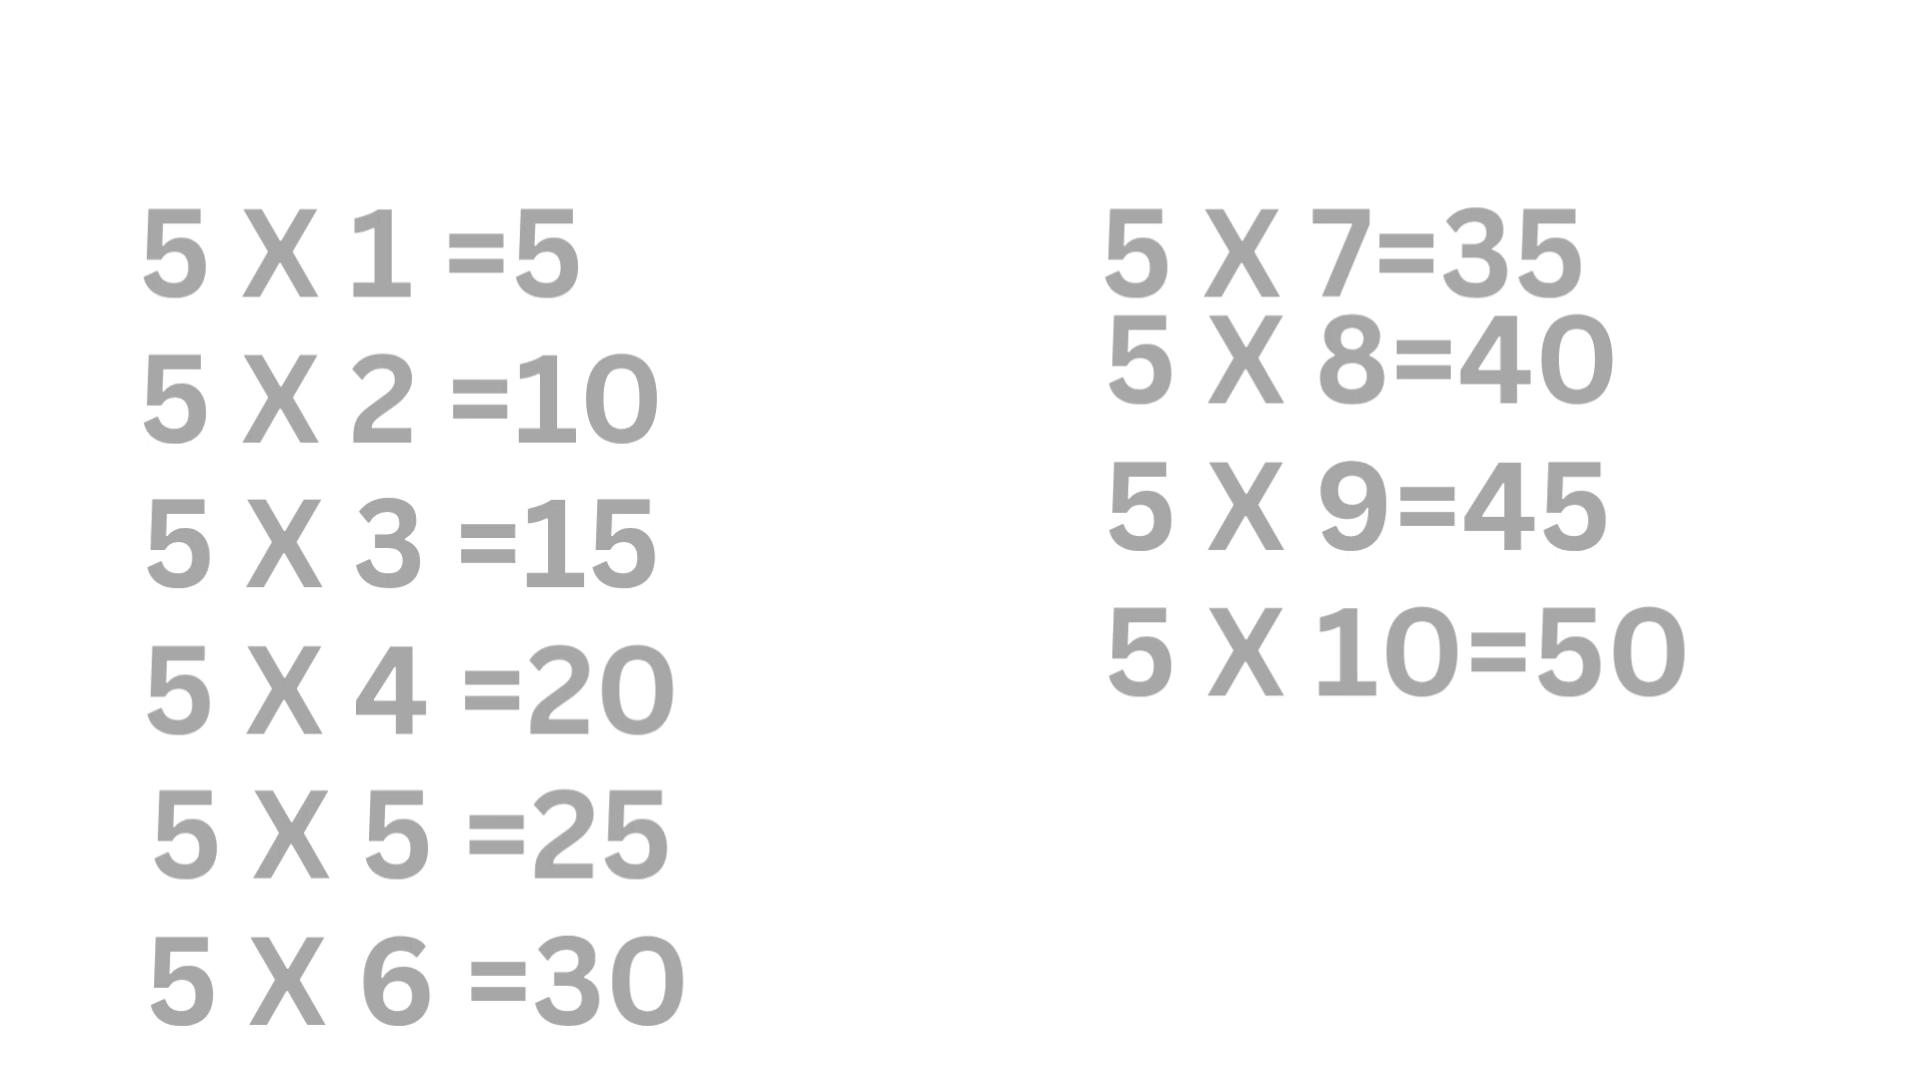 5 X 1 =5
5 X 2 =10
5 X 3 =15
5 X 4 =20
5 X 5 =25
5 X 6 =30
5 X 7=35
5 X 8=40
5 X 9=45
5 X 10=50